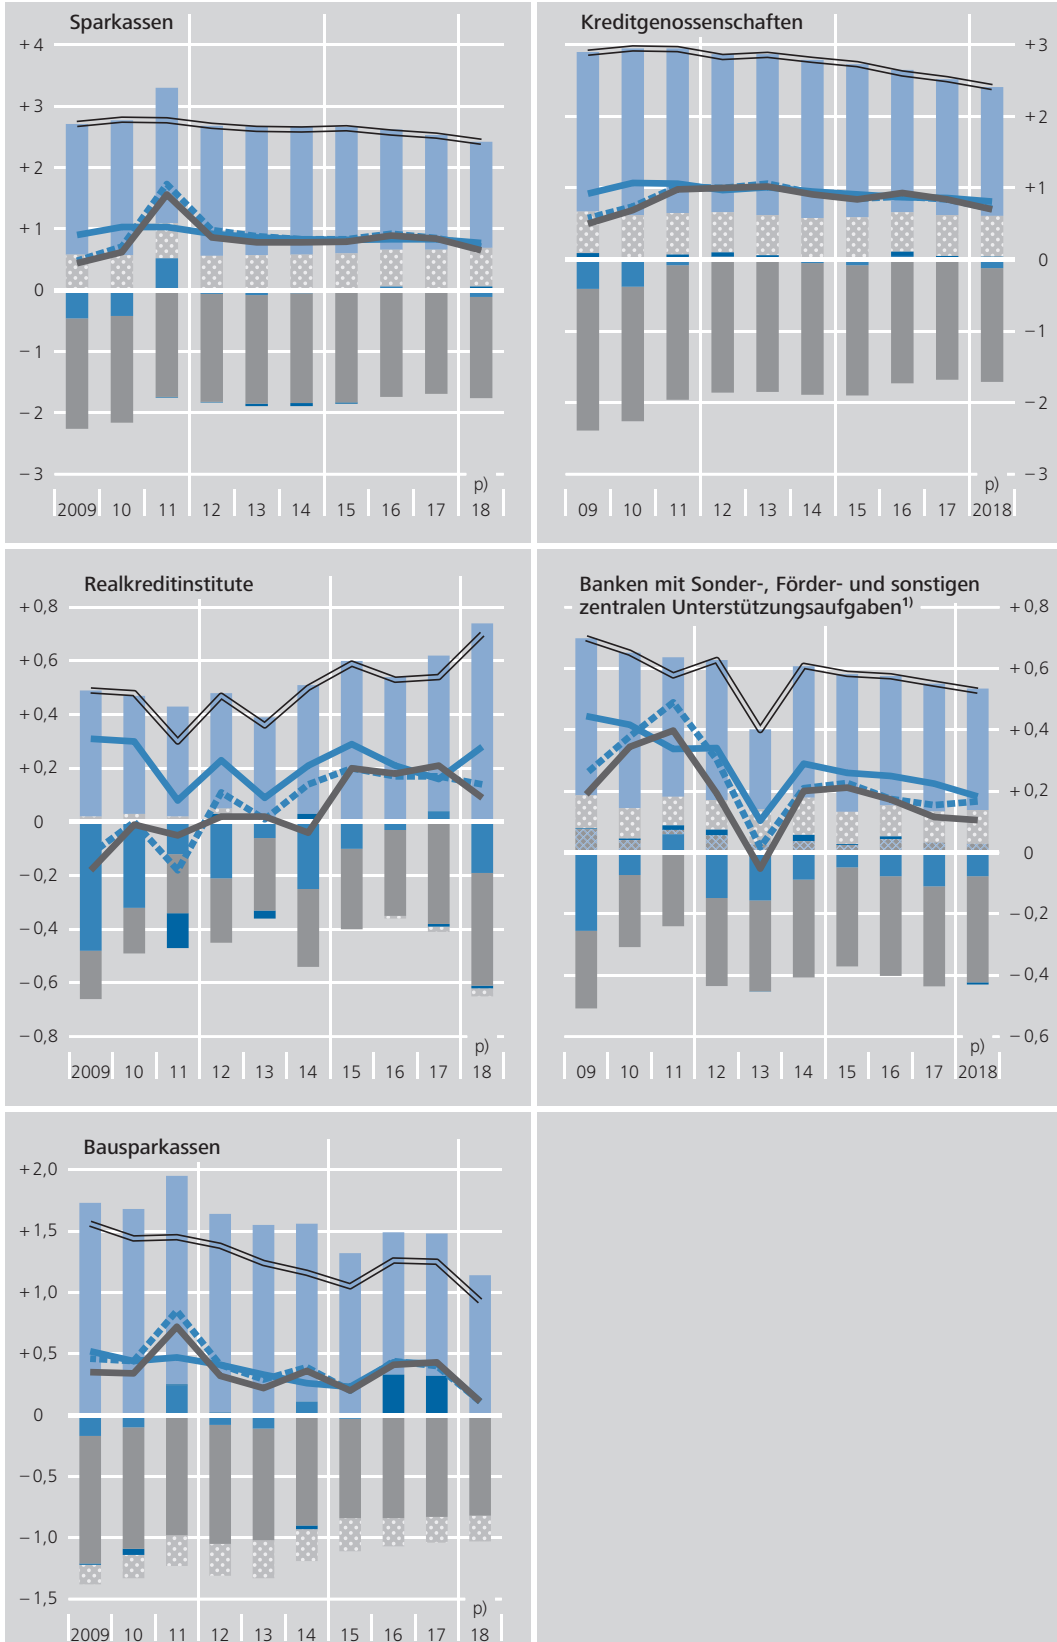 Sparkassen
+ 4
+ 3
+ 2
+ 1
0
– 1
– 2
– 3
p)
2009 10 11 12 13 14 15 16 17 18
Kreditgenossenschaften
+ 3
+ 2
+ 1
0
– 1
– 2
– 3
p)
09 10 11 12 13 14 15 16 17 2018
Realkreditinstitute
+ 0,8
+ 0,6
+ 0,4
+ 0,2
0
– 0,2
– 0,4
– 0,6
– 0,8
p)
2009 10 11 12 13 14 15 16 17 18
Banken mit Sonder-, Förder- und sonstigen
zentralen Unterstützungsaufgaben1)
+ 0,8
+ 0,6
+ 0,4
+ 0,2
0
– 0,2
– 0,4
– 0,6
p)
09 10 11 12 13 14 15 16 17 2018
Bausparkassen
+ 2,0
+ 1,5
+ 1,0
+ 0,5
0
– 0,5
– 1,0
– 1,5
p)
2009 10 11 12 13 14 15 16 17 18